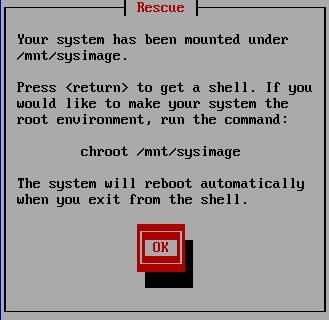 Rescue
Your system has been mounted under
/mnt/sysimage.
Press <return> to get a shell. If you
would like to make your system the
root environment, run the command:
chroot /mnt/sysimage
The system will reboot automatically
when you exit from the shell.
OK